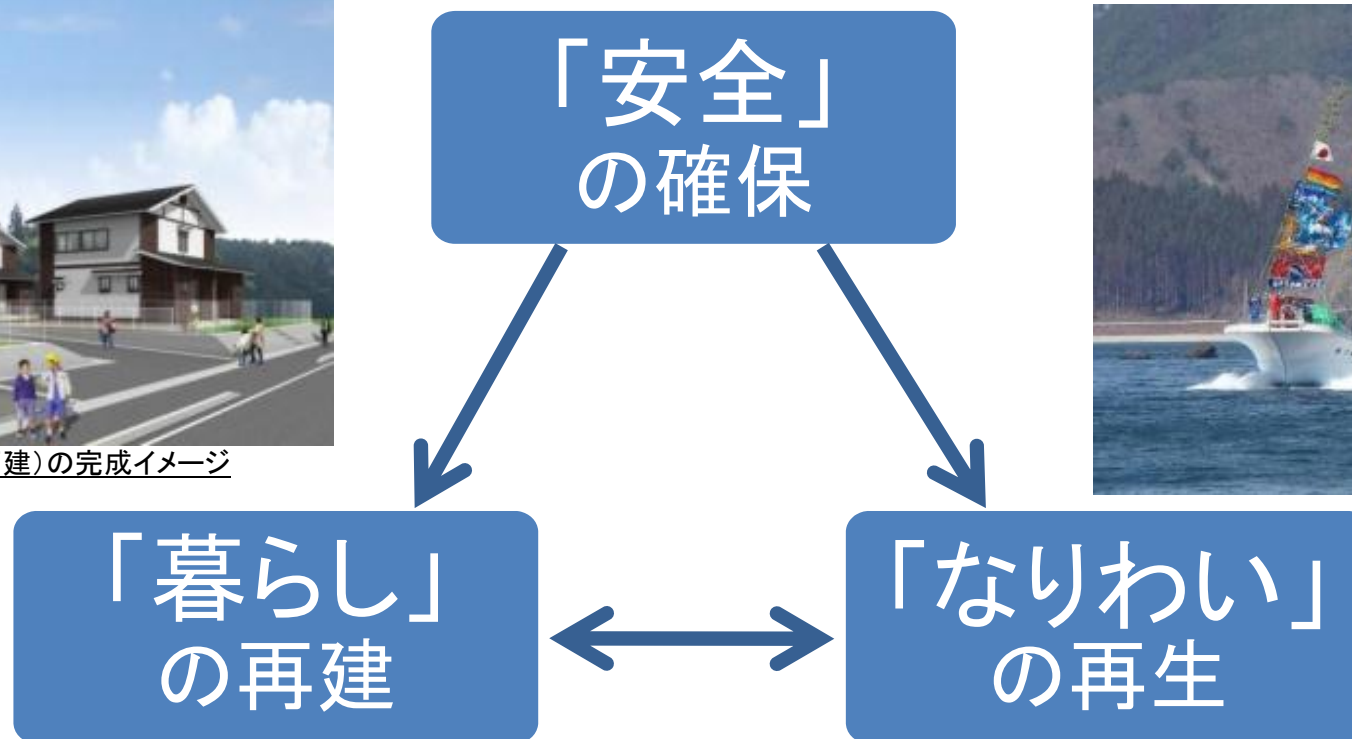 「安全」
の確保
建）の完成イメージ
「暮らし」
の再建
「なりわい」
の再生